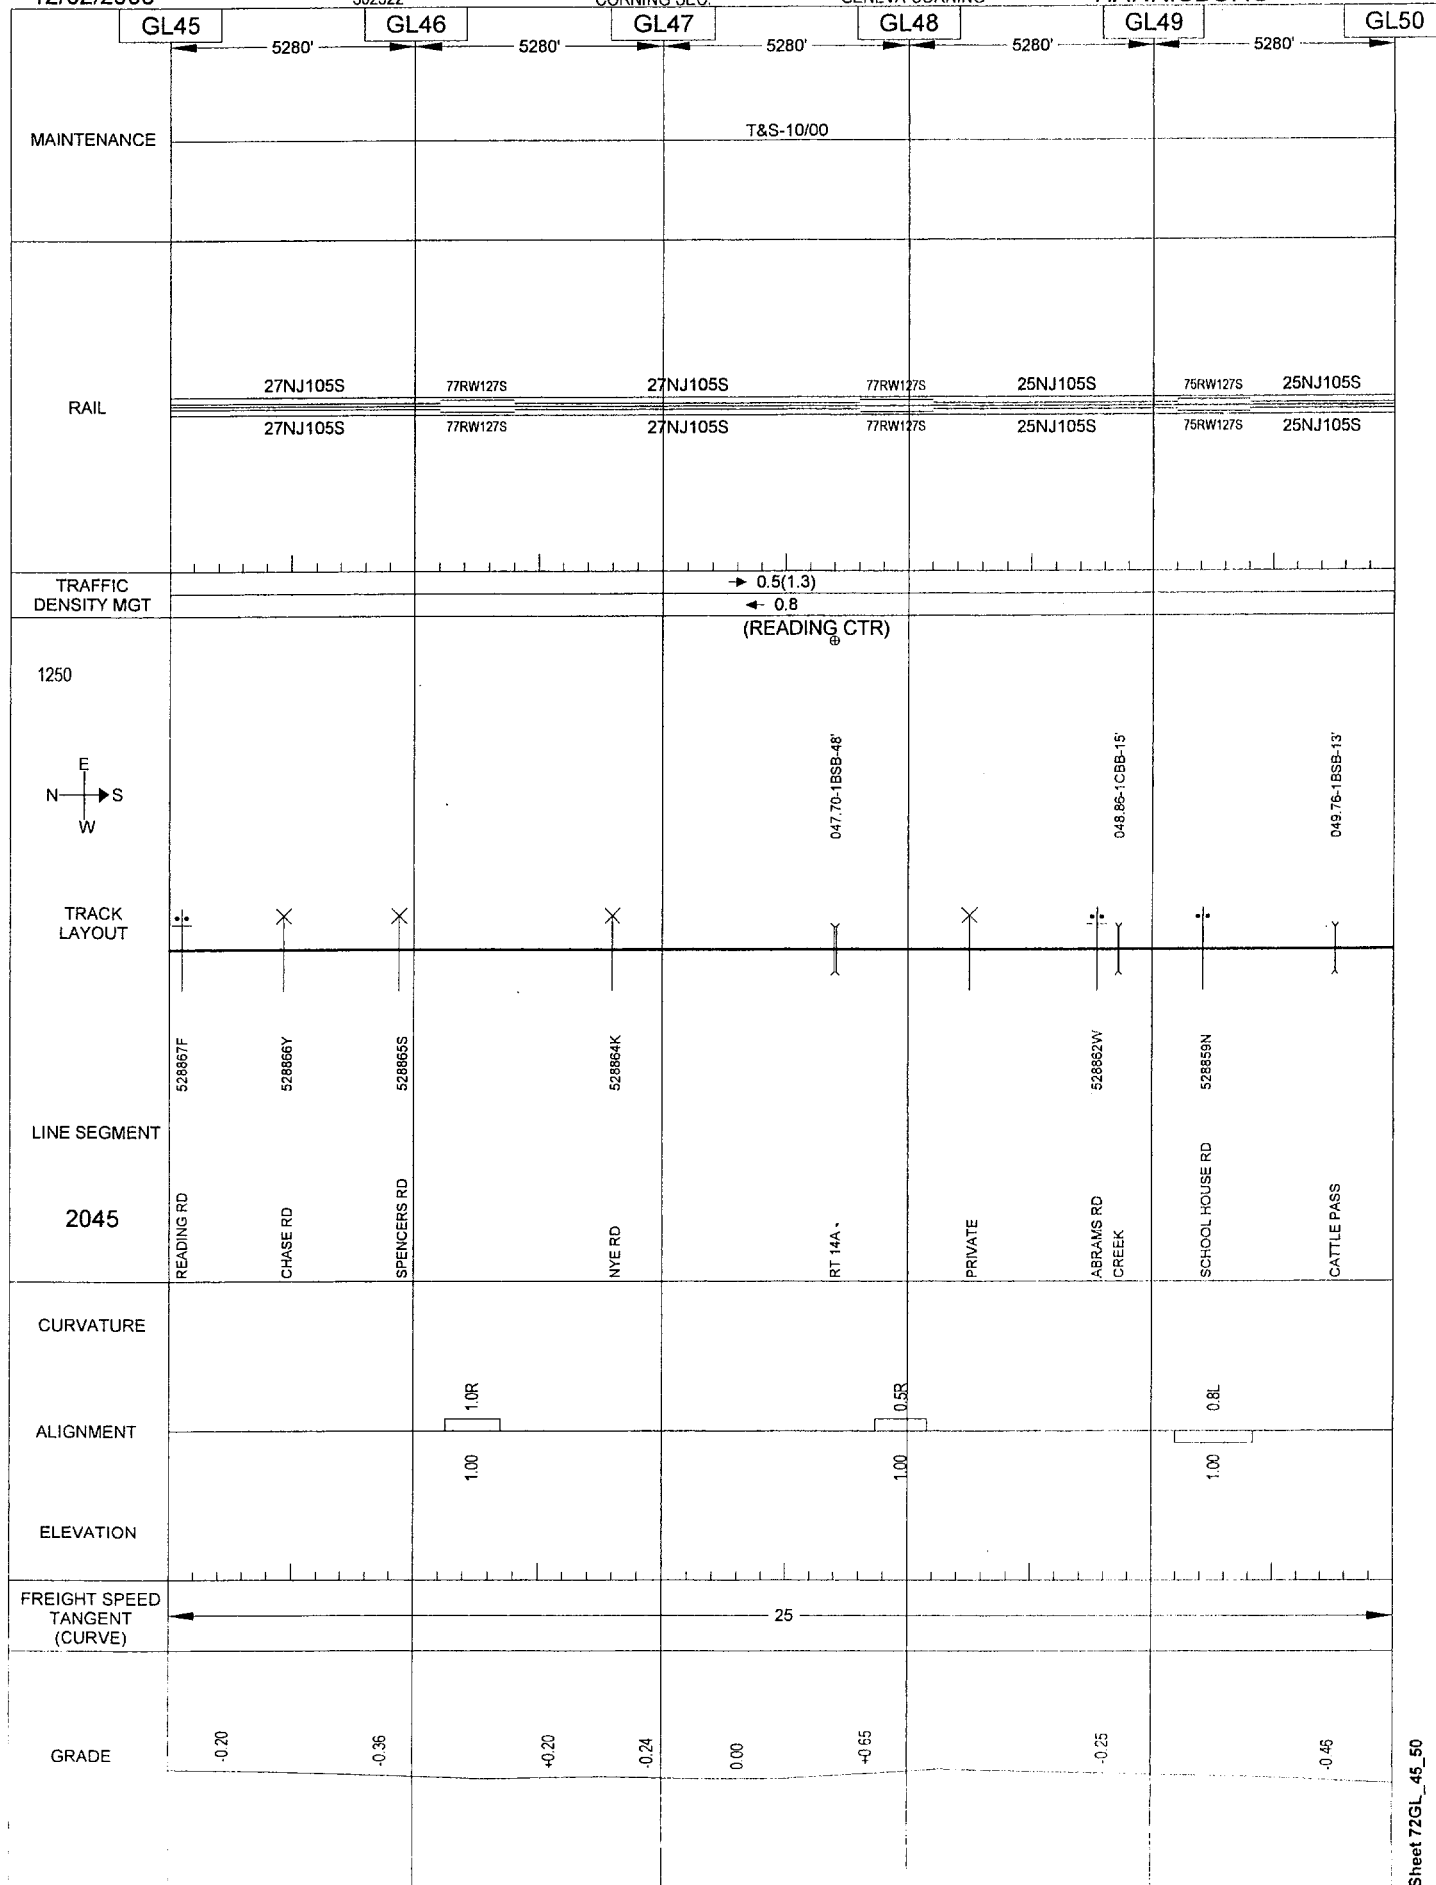 GL45 GL46 GL47 GL48 GL49 GL50
5280' 5280' 5280' 5280' 5280'
MAINTENANCE
T&S-10/00
RAIL
27NJ105S 77RW127S 27NJ105S 77RW127S 25NJ105S 75RW127S 25NJ105S
27NJ105S 77RW127S 27NJ105S 77RW127S 25NJ105S 75RW127S 25NJ105S
TRAFFIC
DENSITY MGT
0.5(1.3)
0.8
(READING CTR)
1250
E
N S
W
047.70-1BSB-48'
048.86-1CBB-15'
049.76-1BSB-13'
TRACK
LAYOUT
528867F
528866Y
528865S
528864K
528862W
528859N
LINE SEGMENT
2045
READING RD
CHASE RD
SPENCERS RD
NYE RD
RT 14A
PRIVATE
ABRAMS RD
CREEK
SCHOOL HOUSE RD
CATTLE PASS
CURVATURE
1.0R 0.5R 0.8L
ALIGNMENT
1.00 1.00 1.00
ELEVATION
FREIGHT SPEED
TANGENT
(CURVE)
25
GRADE
-0.20 -0.36 +0.20 -0.24 0.00 +0.65 -0.25 -0.46
Sheet 72GL_45_50